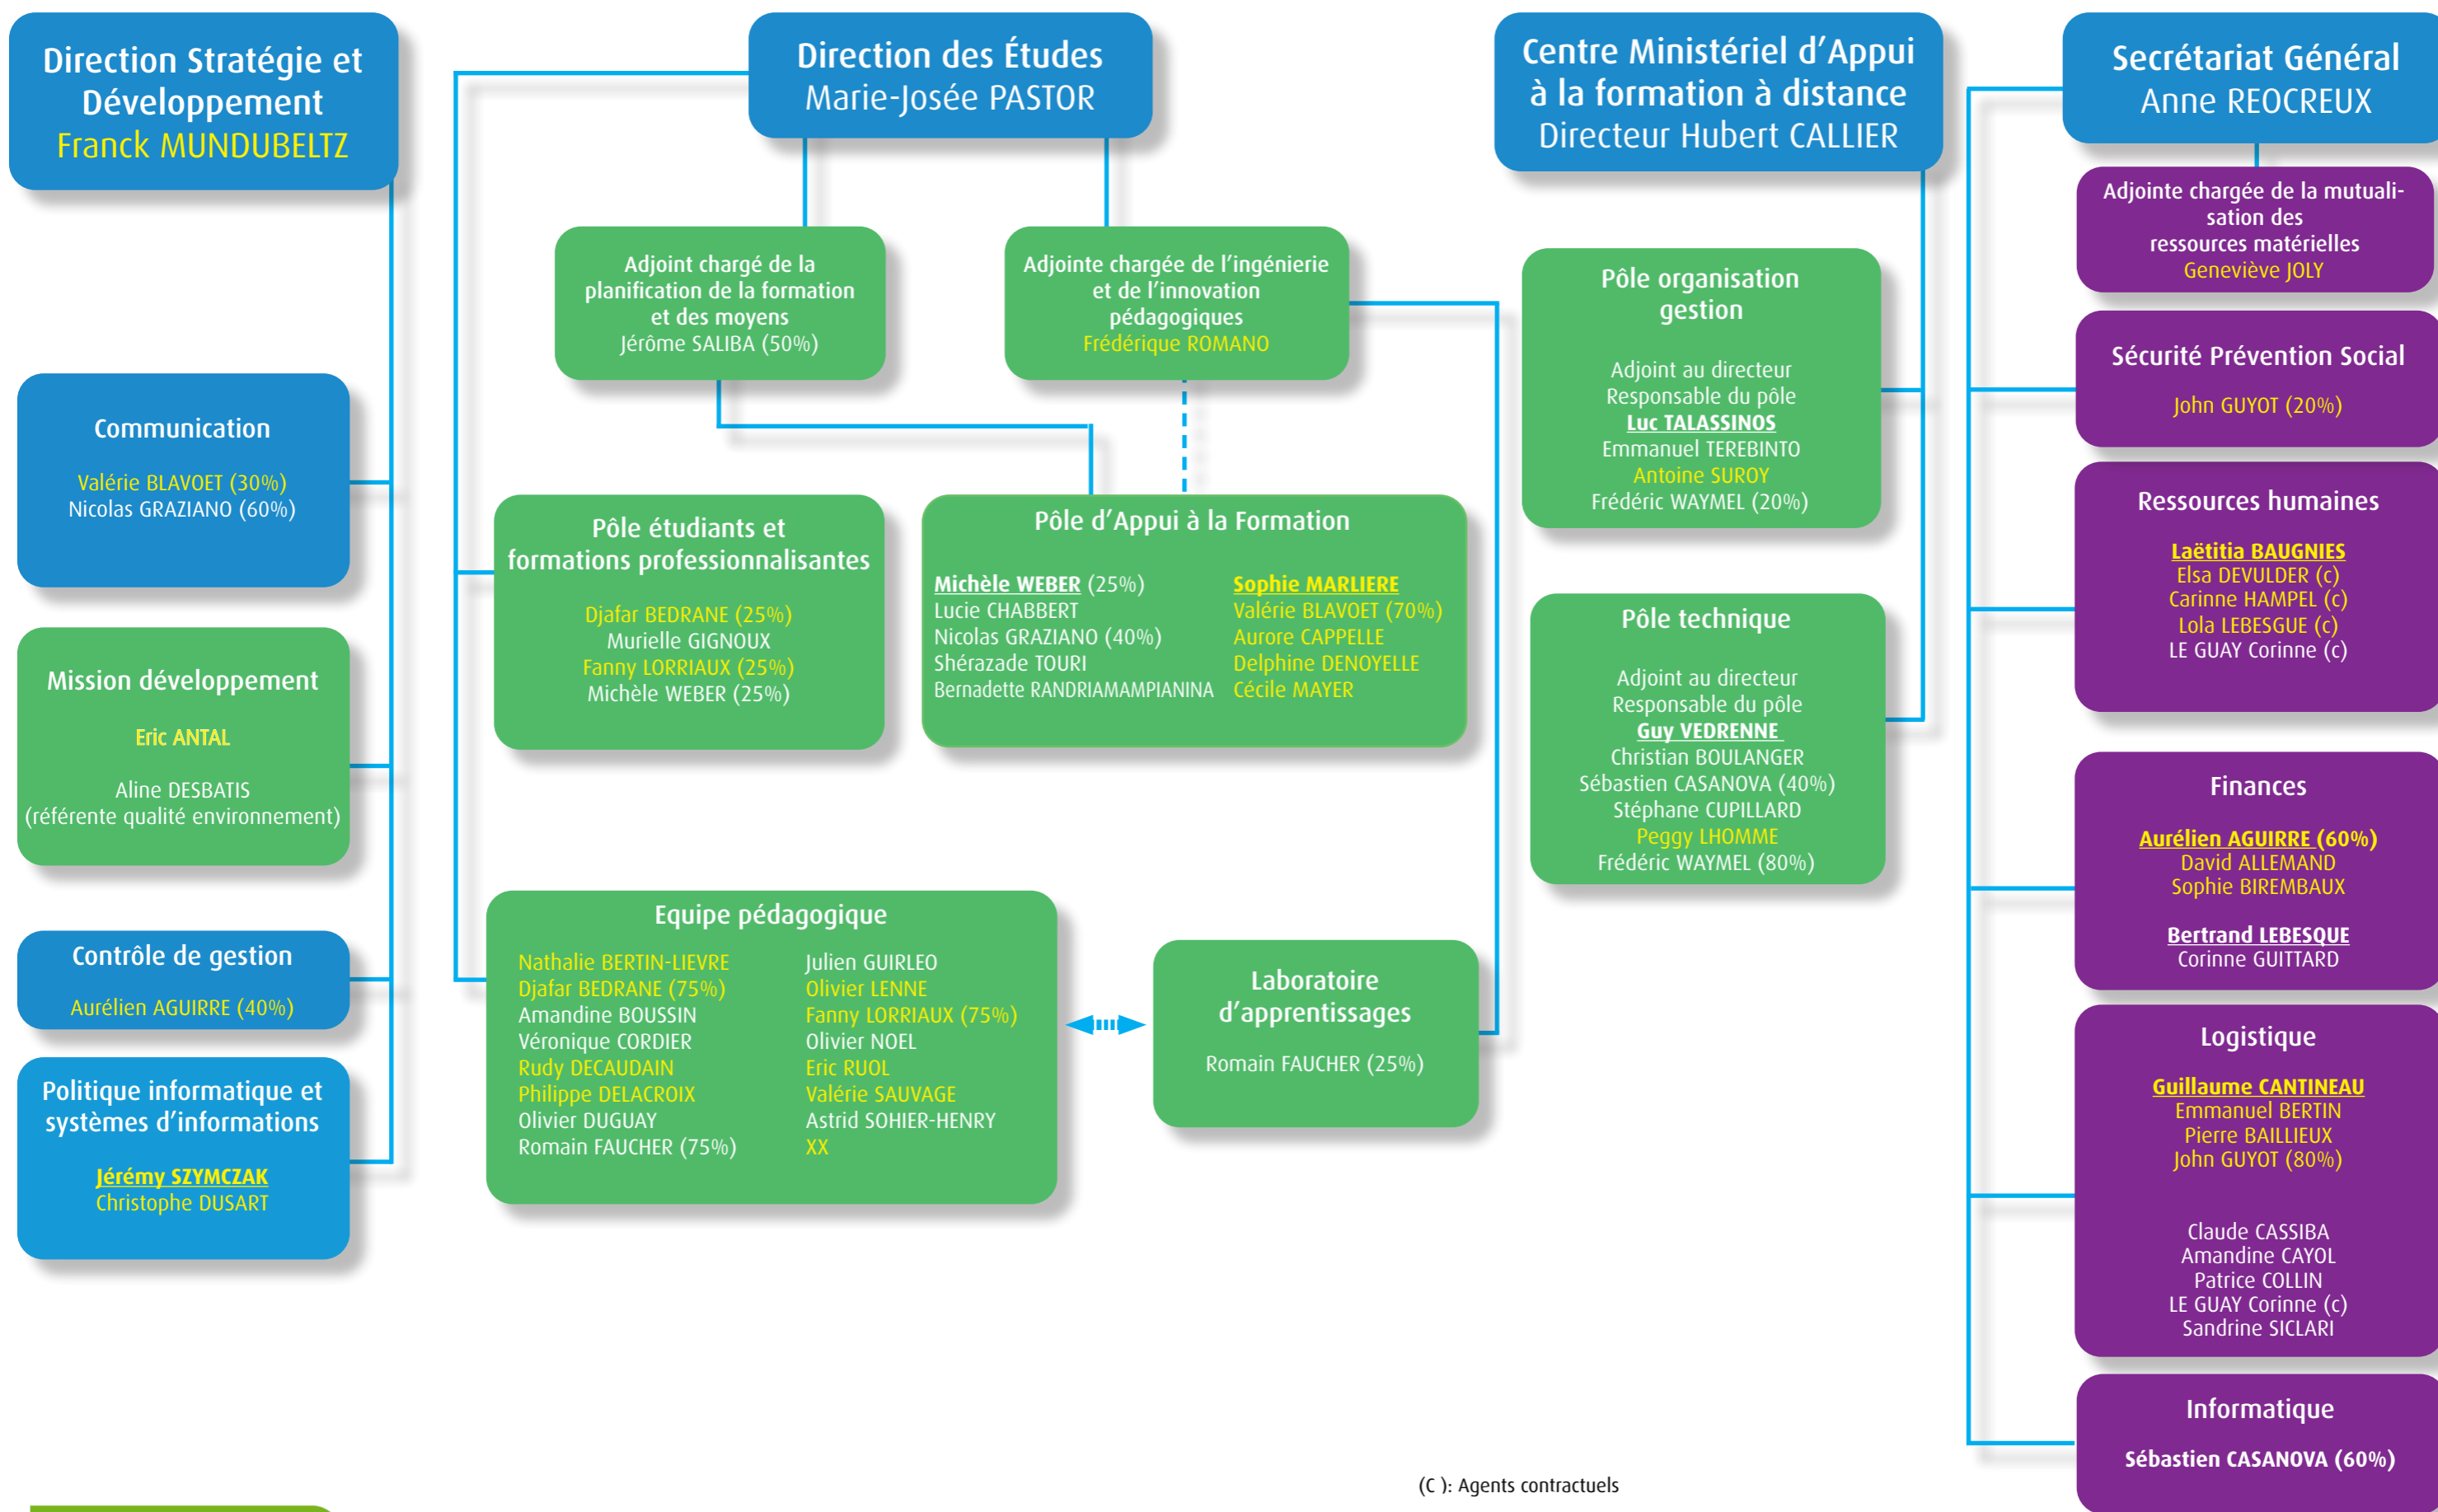 Direction Stratégie et
Développement
Franck MUNDUBELTZ
Communication
Valérie BLAVOET (30%)
Nicolas GRAZIANO (60%)
Mission développement
Eric ANTAL
Aline DESBATIS
(référente qualité environnement)
Contrôle de gestion
Aurélien AGUIRRE (40%)
Politique informatique et
systèmes d’informations
Jérémy SZYMCZAK
Christophe DUSART
Direction des Études
Marie-Josée PASTOR
Adjoint chargé de la
planification de la formation
et des moyens
Jérôme SALIBA (50%)
Adjointe chargée de l’ingénierie
et de l’innovation
pédagogiques
Frédérique ROMANO
Pôle étudiants et
formations professionnalisantes
Djafar BEDRANE (25%)
Murielle GIGNOUX
Fanny LORRIAUX (25%)
Michèle WEBER (25%)
Pôle d’Appui à la Formation
Michèle WEBER (25%)
Lucie CHABBERT
Nicolas GRAZIANO (40%)
Shérazade TOURI
Bernadette RANDRIAMAMPIANINA
Sophie MARLIERE
Valérie BLAVOET (70%)
Aurore CAPPELLE
Delphine DENOYELLE
Cécile MAYER
Equipe pédagogique
Nathalie BERTIN-LIEVRE
Djafar BEDRANE (75%)
Amandine BOUSSIN
Véronique CORDIER
Rudy DECAUDAIN
Philippe DELACROIX
Olivier DUGUAY
Romain FAUCHER (75%)
Julien GUIRLEO
Olivier LENNE
Fanny LORRIAUX (75%)
Olivier NOEL
Eric RUOL
Valérie SAUVAGE
Astrid SOHIER-HENRY
XX
Laboratoire
d’apprentissages
Romain FAUCHER (25%)
Centre Ministériel d’Appui
à la formation à distance
Directeur Hubert CALLIER
Pôle organisation
gestion
Adjoint au directeur
Responsable du pôle
Luc TALASSINOS
Emmanuel TEREBINTO
Antoine SUROY
Frédéric WAYMEL (20%)
Pôle technique
Adjoint au directeur
Responsable du pôle
Guy VEDRENNE
Christian BOULANGER
Sébastien CASANOVA (40%)
Stéphane CUPILLARD
Peggy LHOMME
Frédéric WAYMEL (80%)
Secrétariat Général
Anne REOCREUX
Adjointe chargée de la mutuali-
sation des
ressources matérielles
Geneviève JOLY
Sécurité Prévention Social
John GUYOT (20%)
Ressources humaines
Laëtitia BAUGNIES
Elsa DEVULDER (c)
Carinne HAMPEL (c)
Lola LEBESGUE (c)
LE GUAY Corinne (c)
Finances
Aurélien AGUIRRE (60%)
David ALLEMAND
Sophie BIREMBAUX
Bertrand LEBESQUE
Corinne GUITTARD
Logistique
Guillaume CANTINEAU
Emmanuel BERTIN
Pierre BAILLIEUX
John GUYOT (80%)
Claude CASSIBA
Amandine CAYOL
Patrice COLLIN
LE GUAY Corinne (c)
Sandrine SICLARI
Informatique
Sébastien CASANOVA (60%)
(C ): Agents contractuels